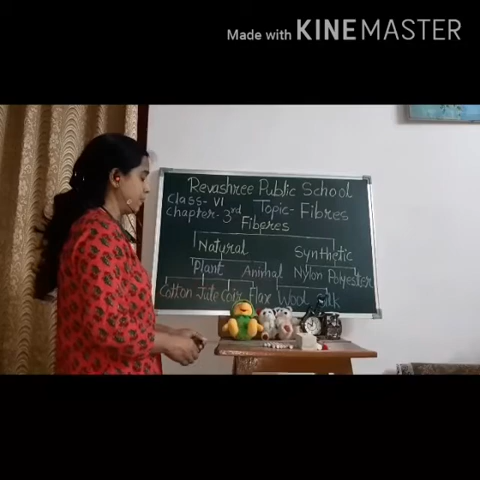 Made with KINEMASTER
Revashree Public School
Class- VI Topic- Fibres
Chapter- 3rd
Fiberes
Natural Synthetic
Plant Animal Nylon Polyester
Cotton Jute Coir Flax Wool Silk